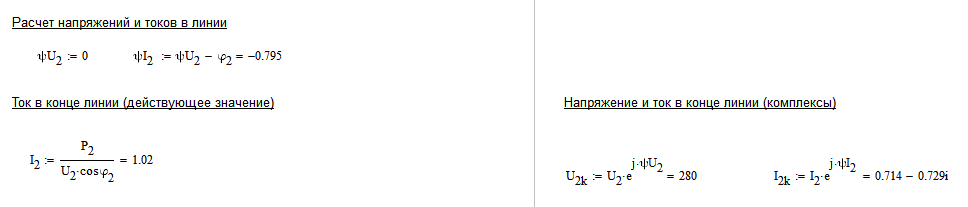 Расчет напряжений и токов в линии
ψU2 := 0 ψI2 := ψU2 − φ2 = −0.795
Ток в конце линии (действующее значение)
I2 := P2 / U2·cosφ2 = 1.02
Напряжение и ток в конце линии (комплексы)
U2k := U2·e^j·ψU2 = 280 I2k := I2·e^j·ψI2 = 0.714 − 0.729i